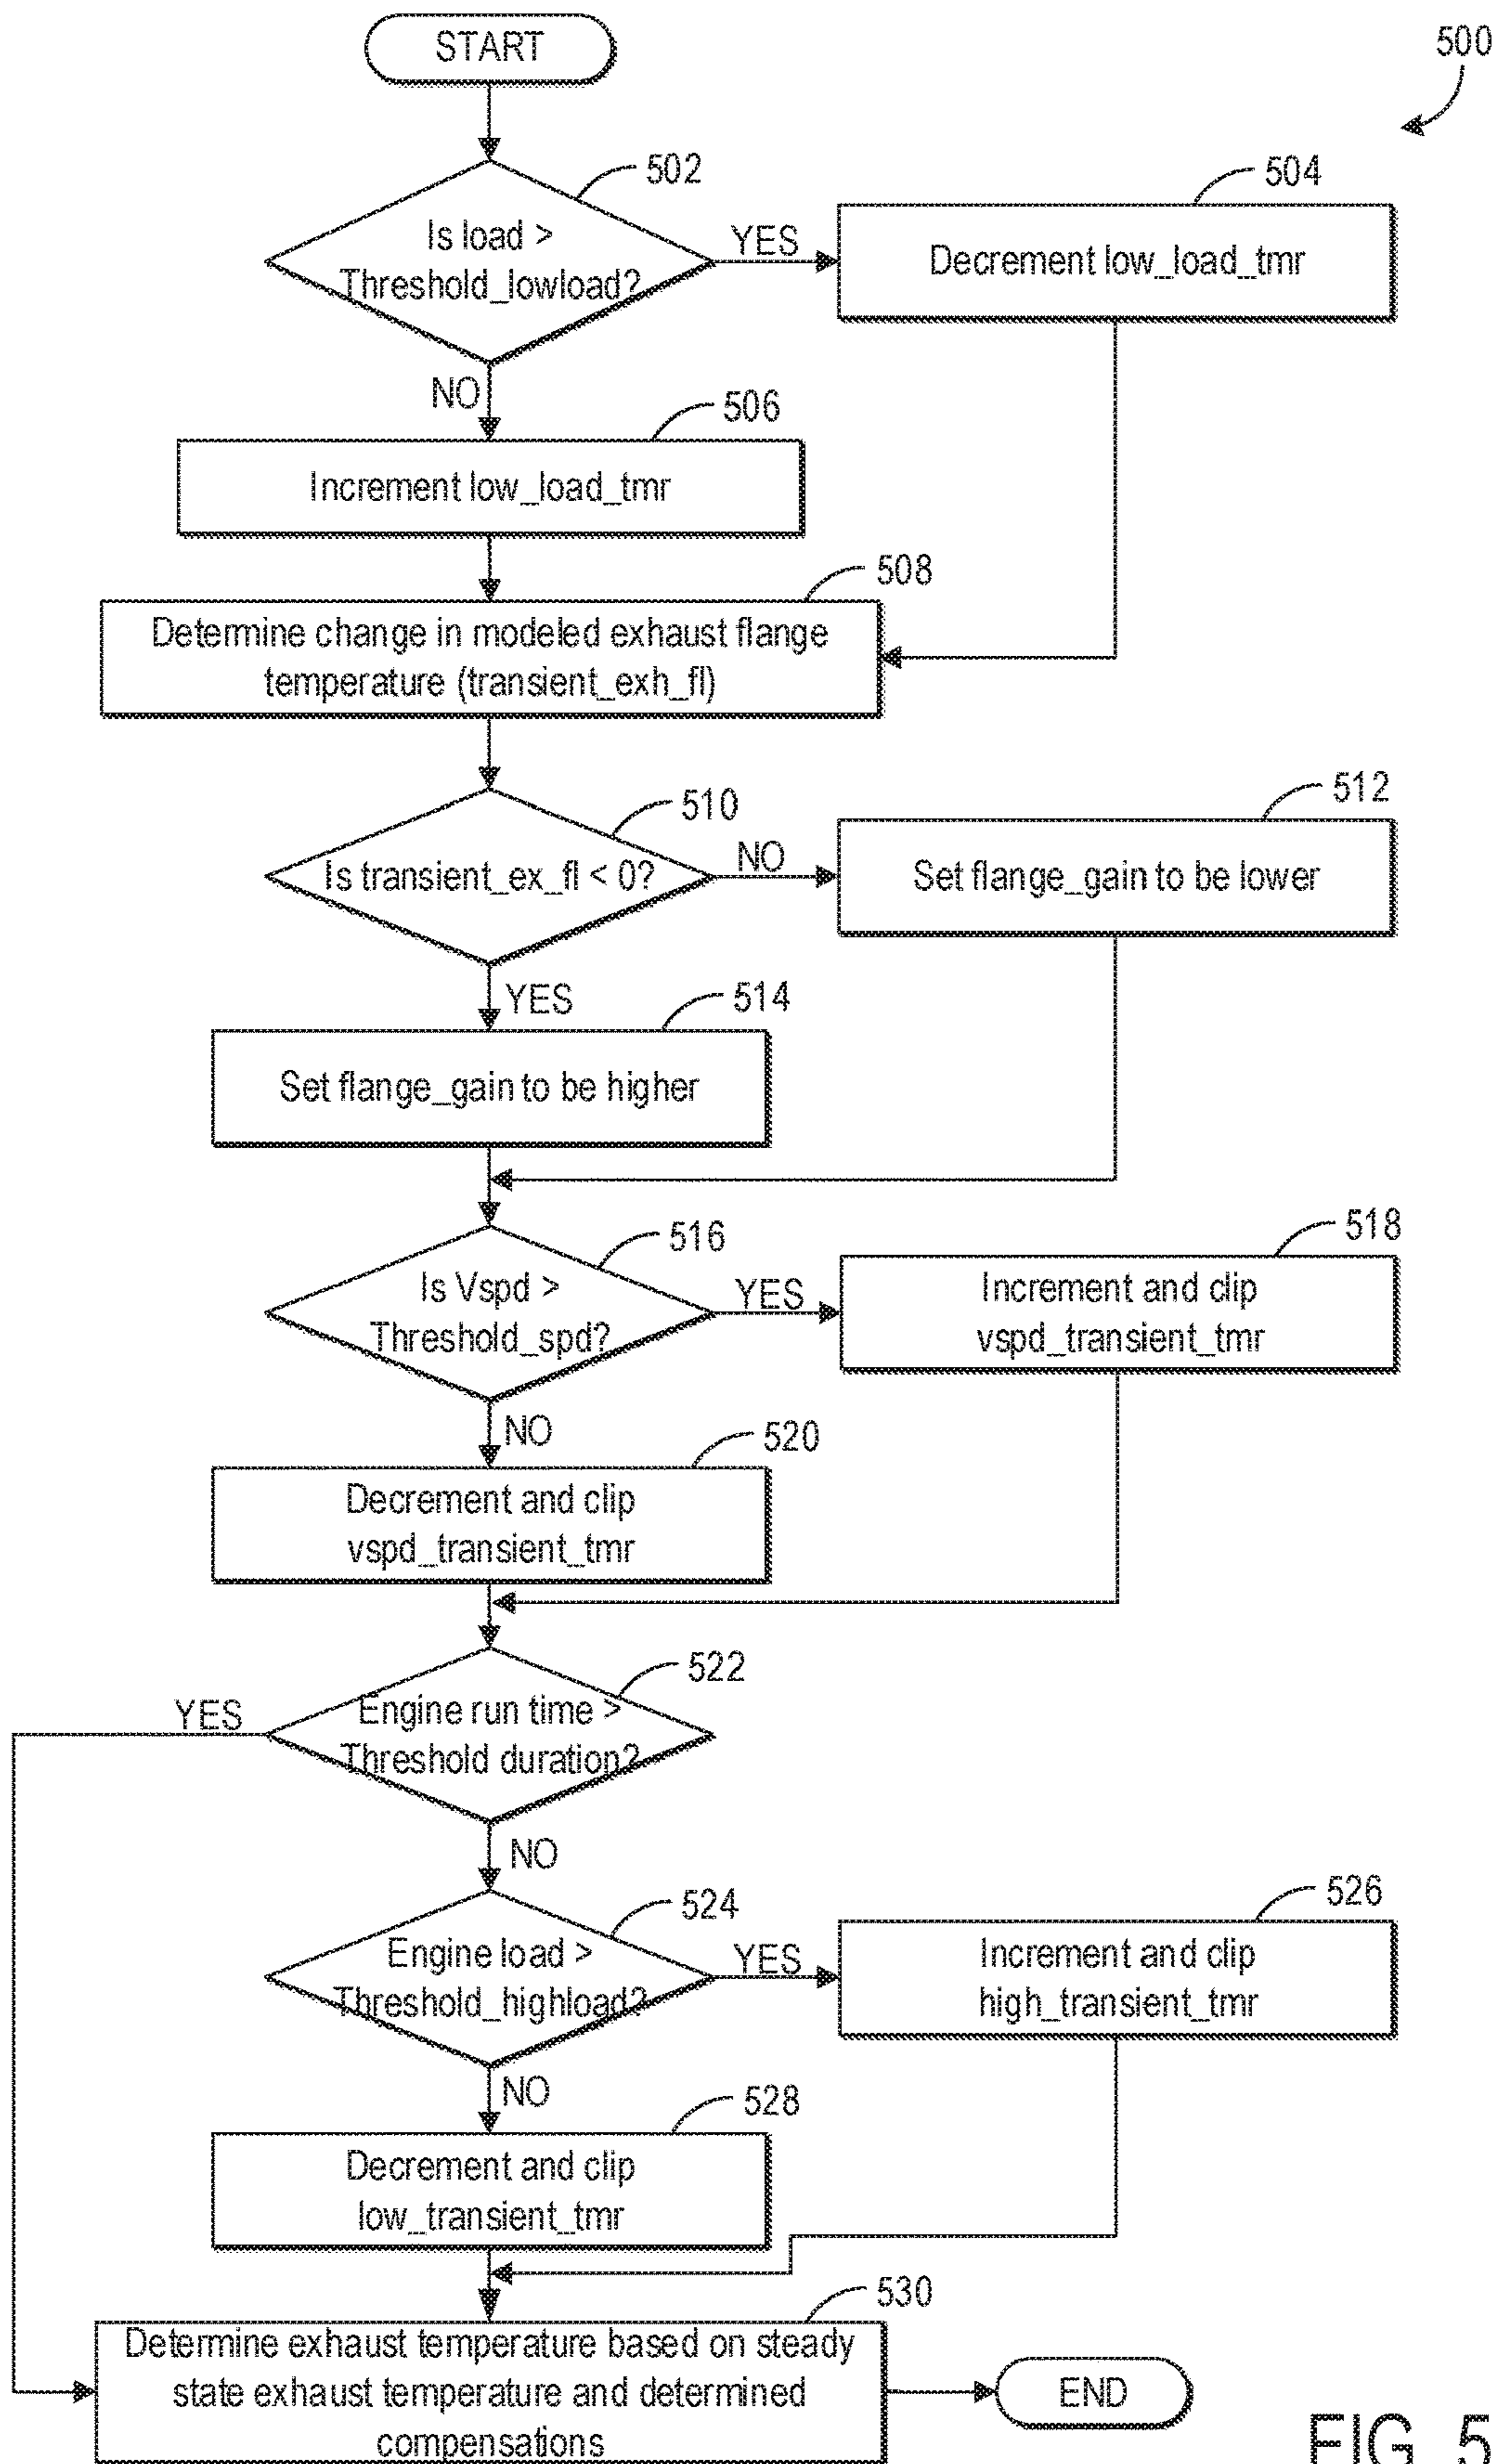 START
500
502
Is load >
Threshold_lowload?
YES
504
Decrement low_load_tmr
NO
506
Increment low_load_tmr
508
Determine change in modeled exhaust flange
temperature (transient_exh_fl)
510
Is transient_ex_fl < 0?
NO
512
Set flange_gain to be lower
YES
514
Set flange_gain to be higher
516
Is Vspd >
Threshold_spd?
YES
518
Increment and clip
vspd_transient_tmr
NO
520
Decrement and clip
vspd_transient_tmr
522
Engine run time >
Threshold duration?
YES
NO
524
Engine load >
Threshold_highload?
YES
526
Increment and clip
high_transient_tmr
NO
528
Decrement and clip
low_transient_tmr
530
Determine exhaust temperature based on steady
state exhaust temperature and determined
compensations
END
FIG. 5